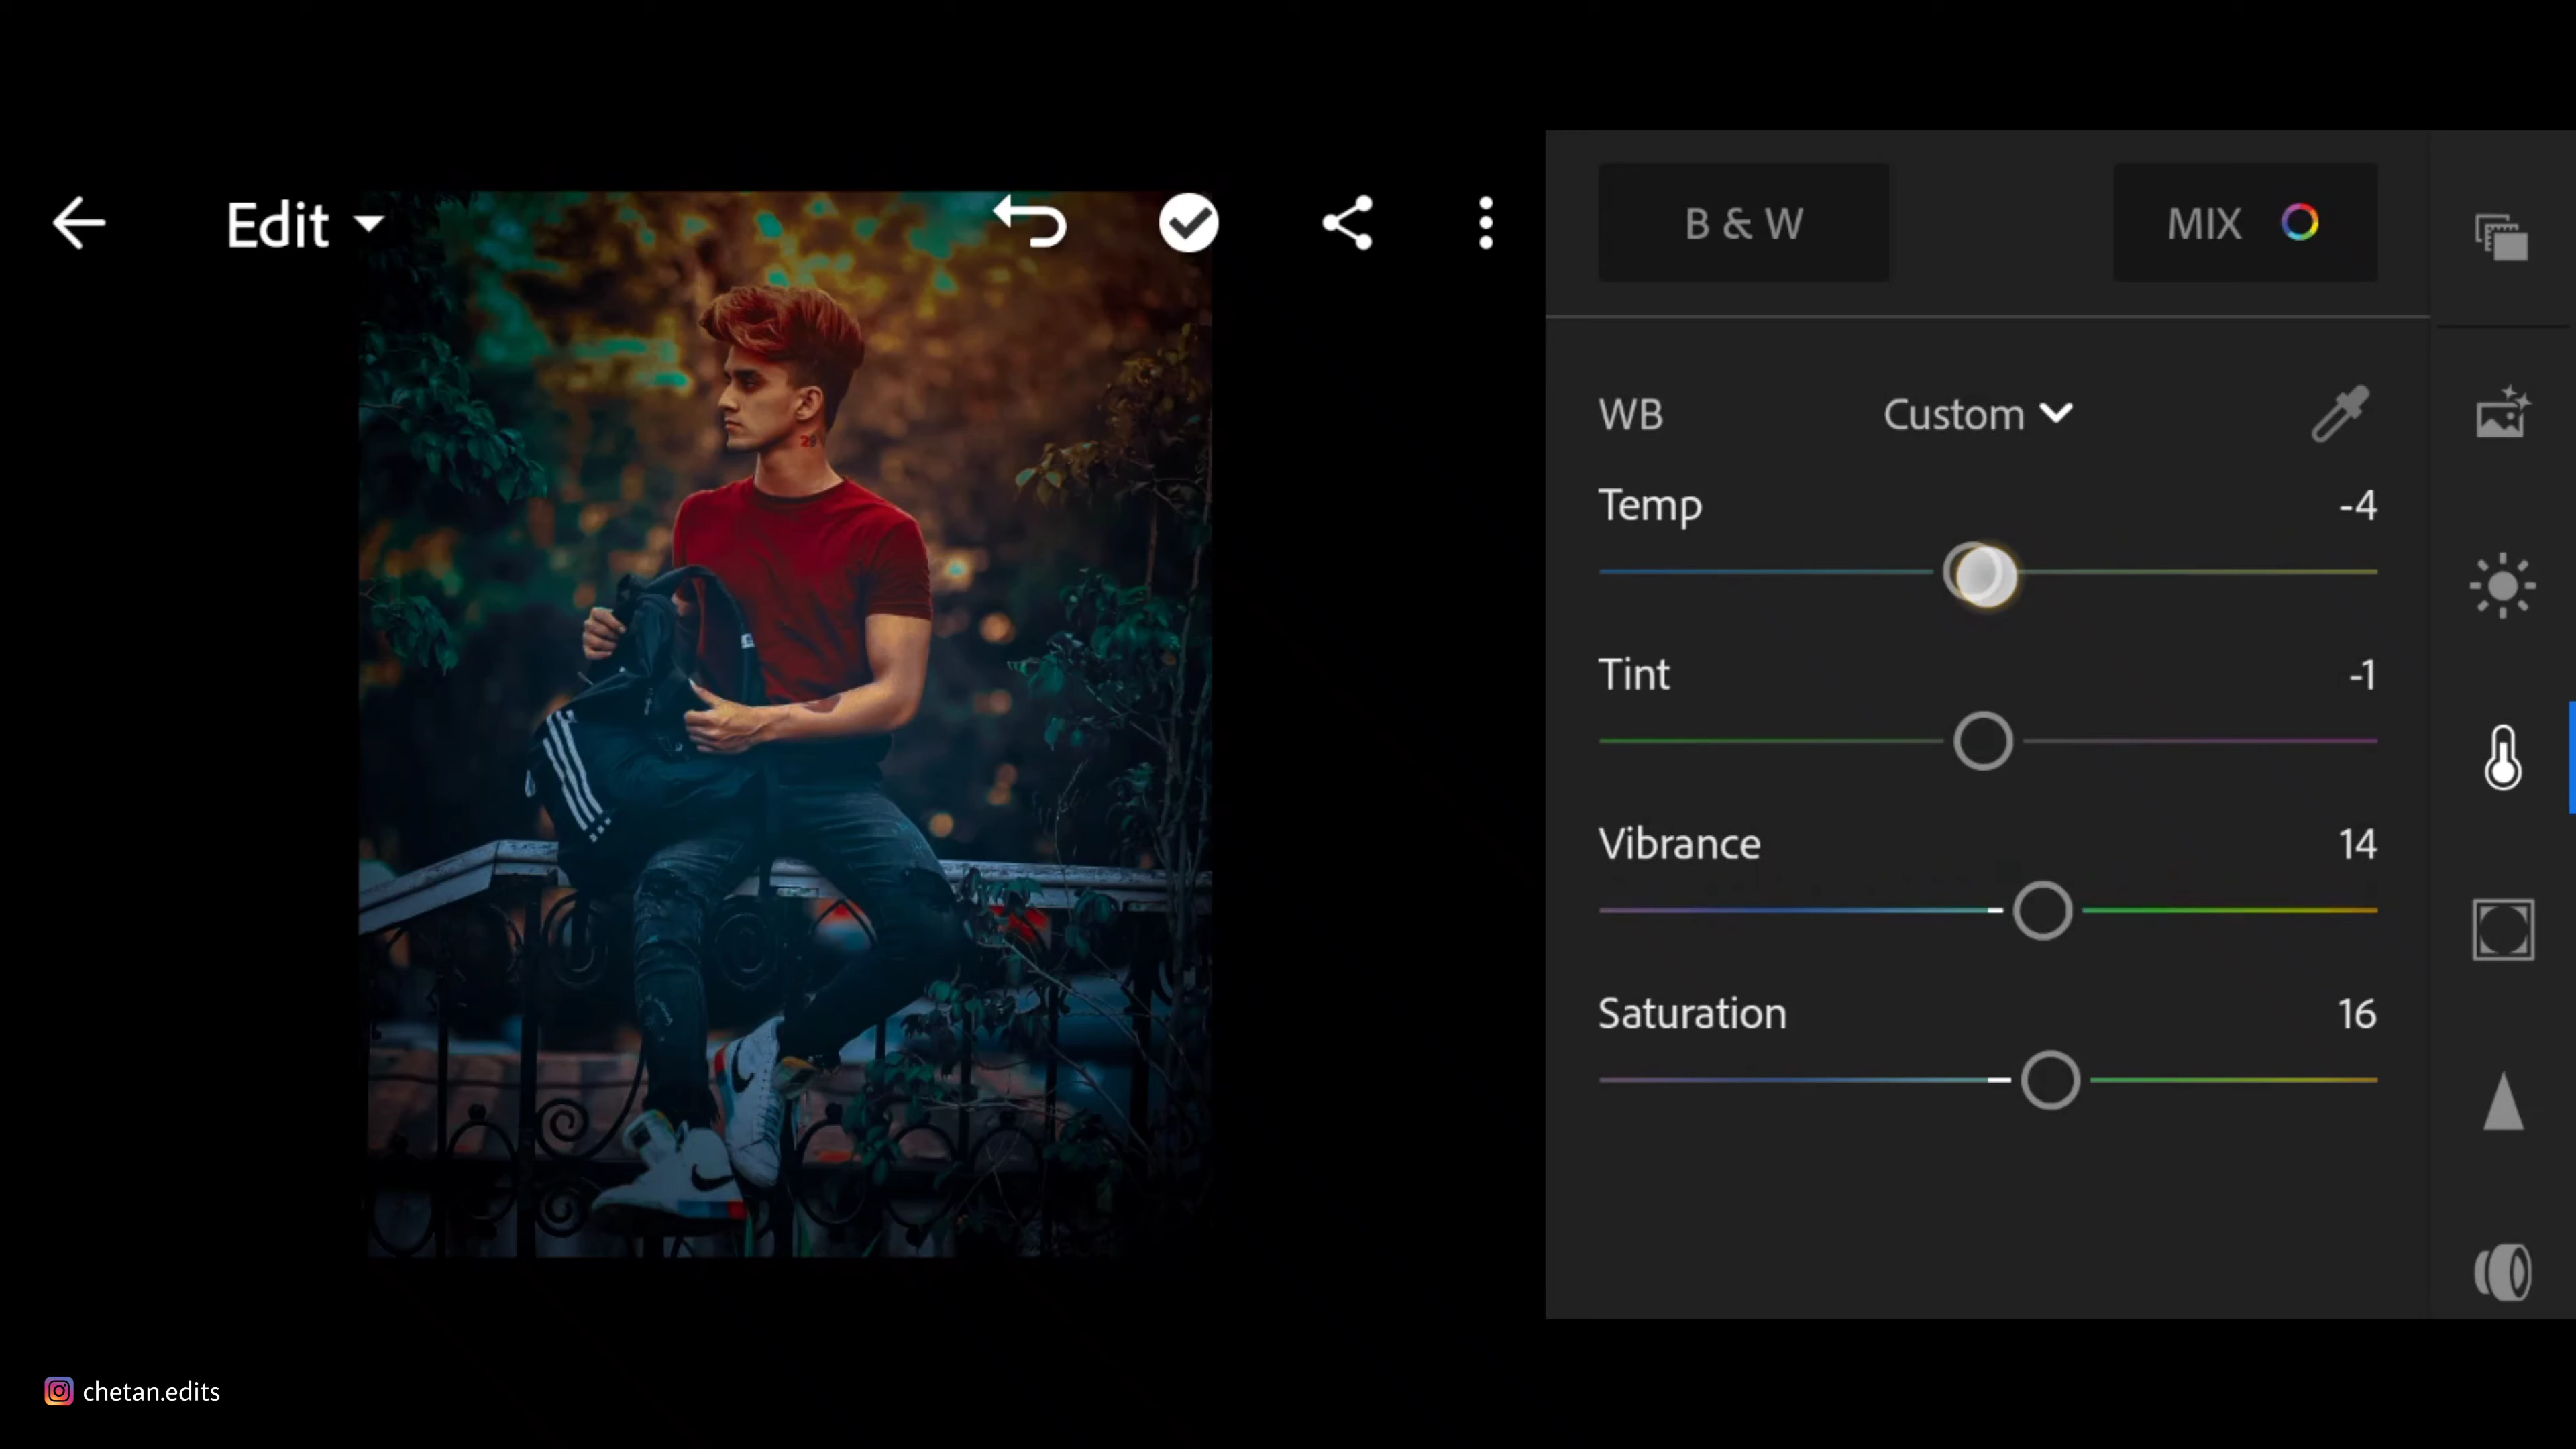 Edit
B & W
MIX
WB
Custom
Temp
-4
Tint
-1
Vibrance
14
Saturation
16
chetan.edits